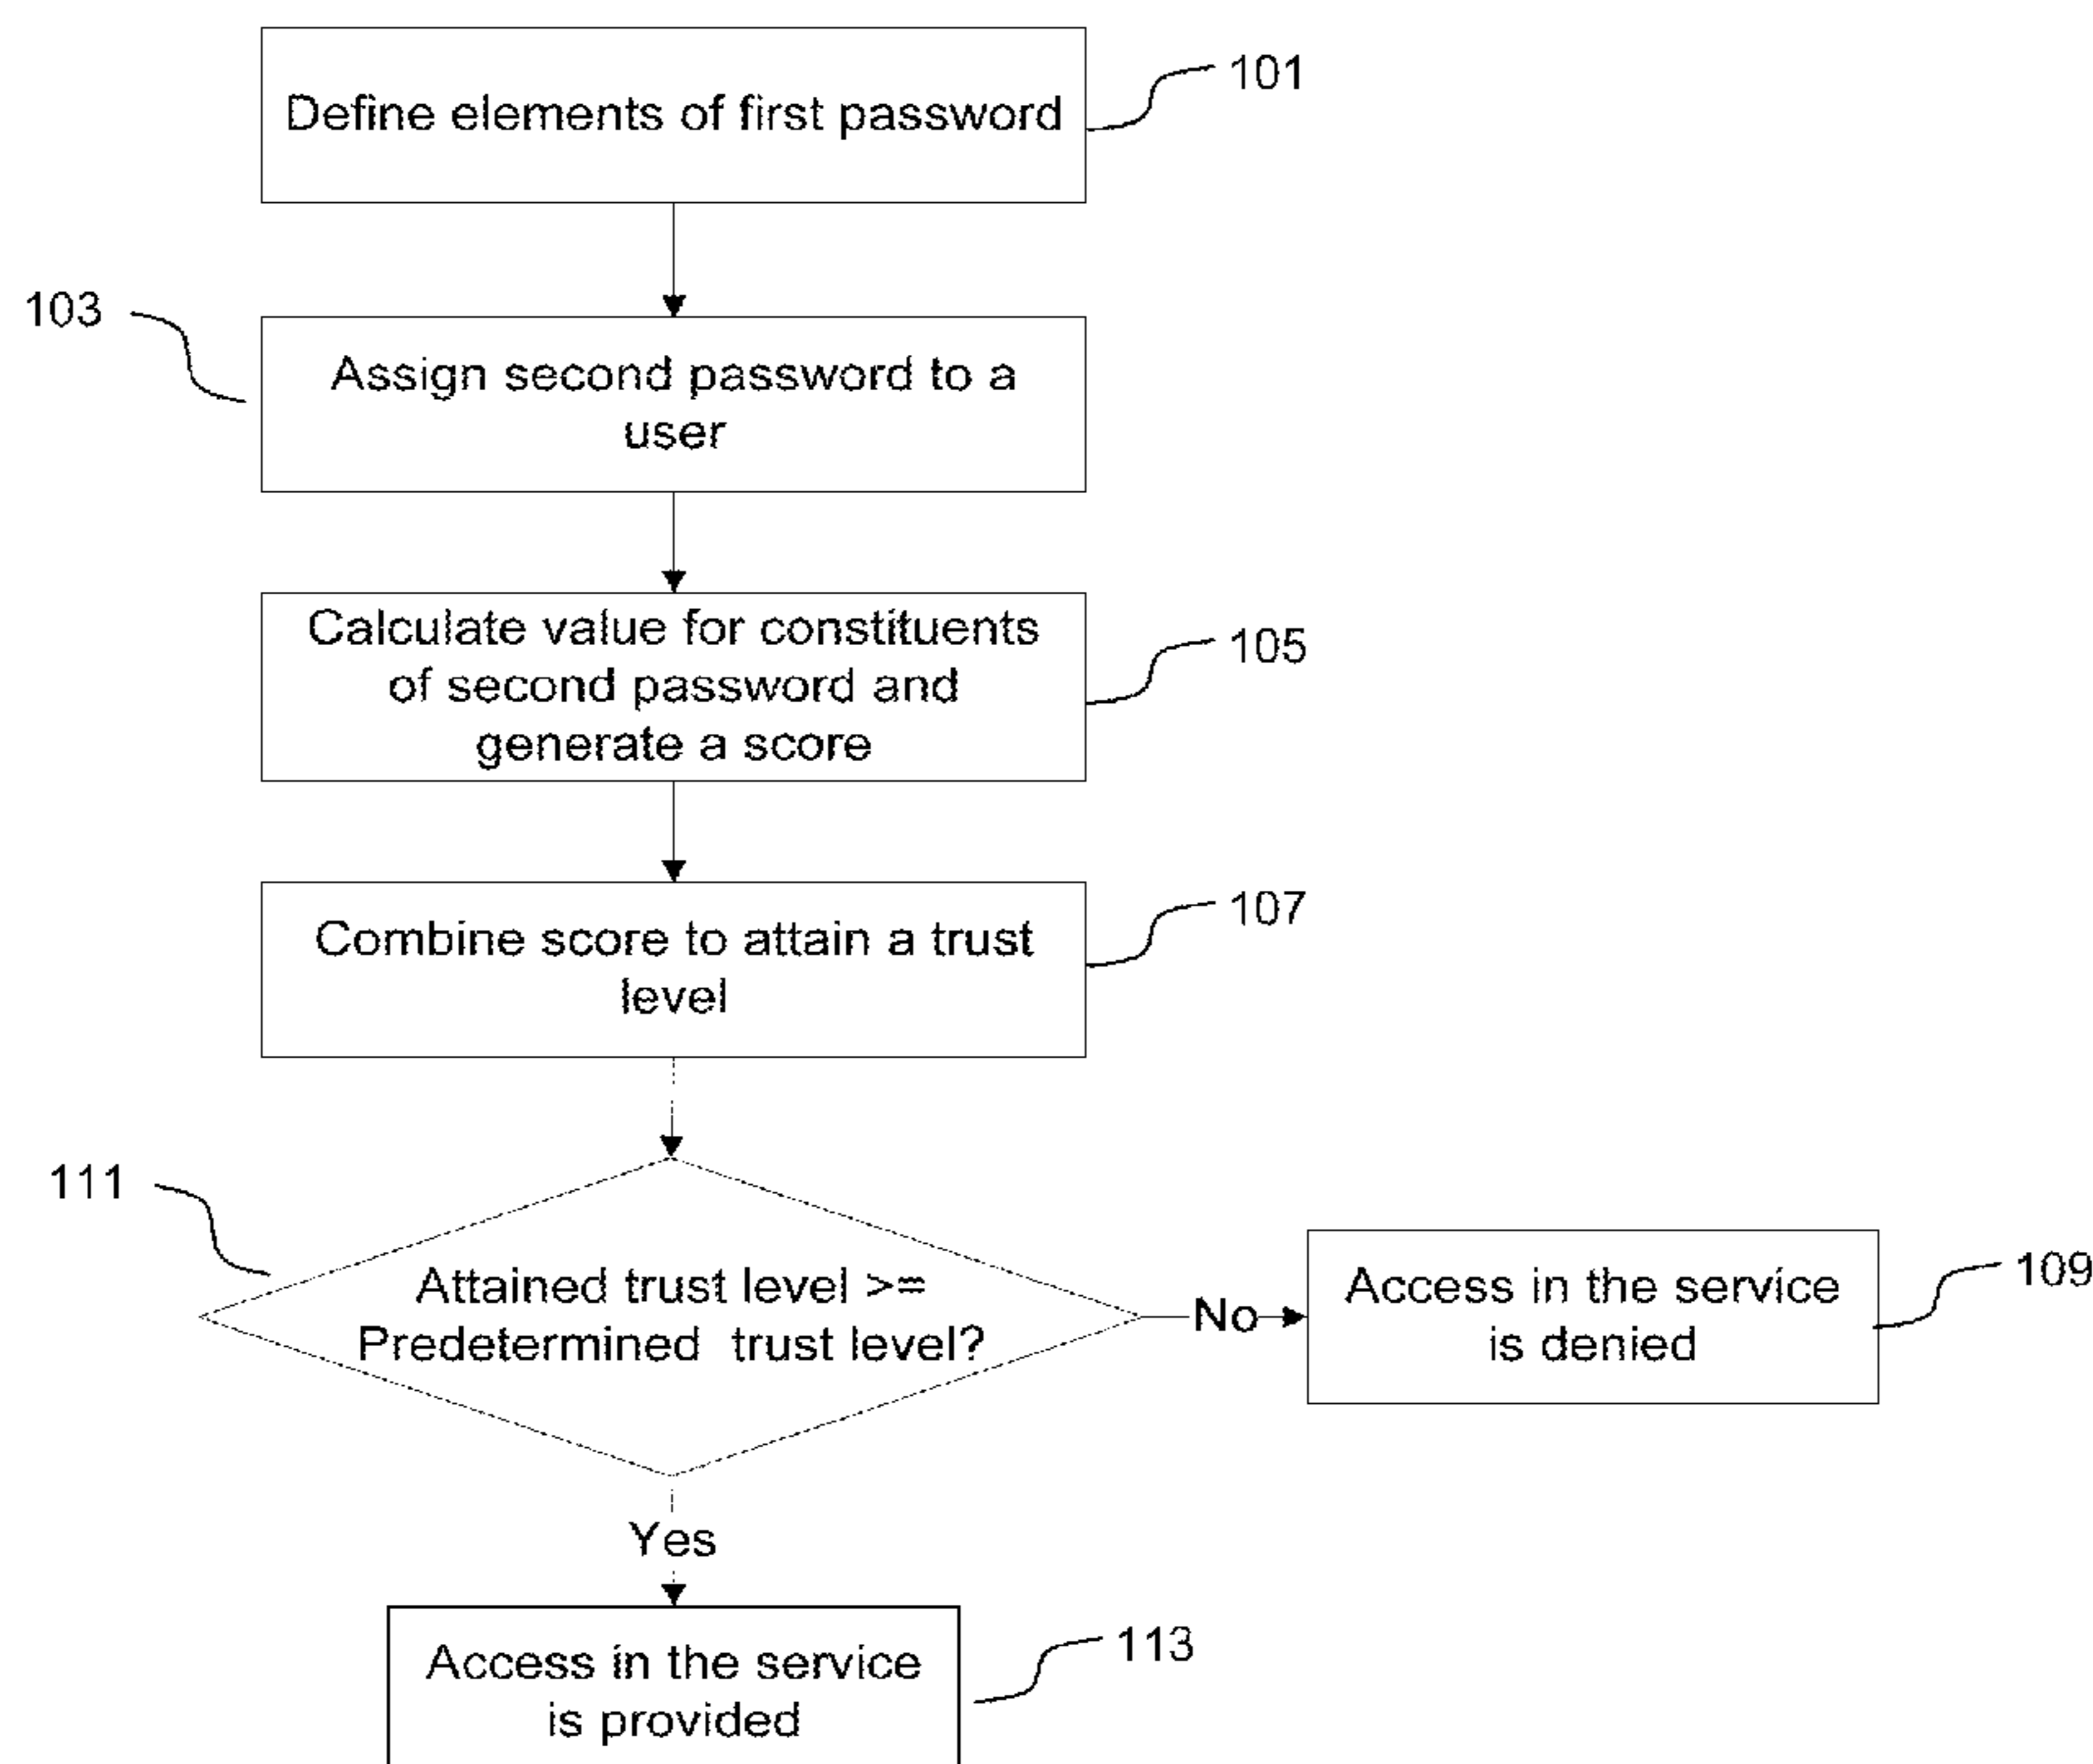 Define elements of first password
101
103
Assign second password to a
user
Calculate value for constituents
of second password and
generate a score
105
Combine score to attain a trust
level
107
111
Attained trust level >=
Predetermined trust level?
No
Access in the service
is denied
109
Yes
Access in the service
is provided
113